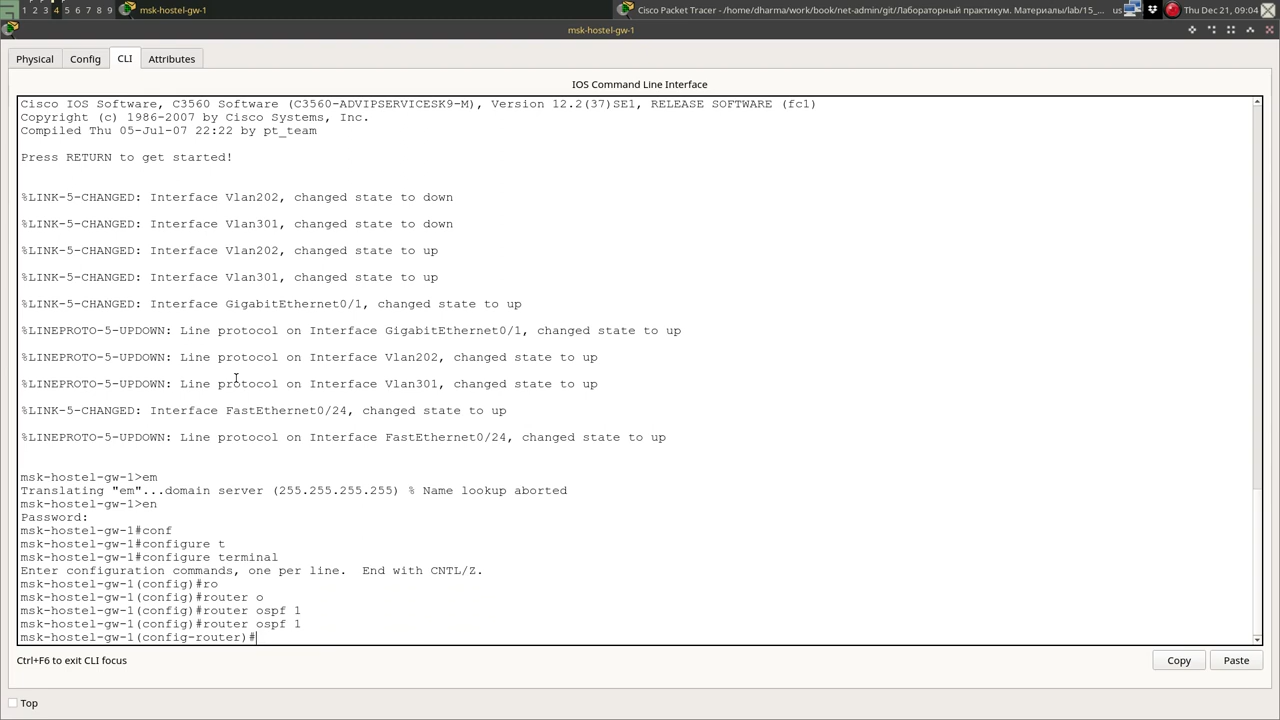 1 2 3 4 5 6 7 8 9
msk-hostel-gw-1
Cisco Packet Tracer - /home/dharma/work/book/net-admin/git/Лабораторный практикум. Материалы/lab/15_...
us
Thu Dec 21, 09:04
msk-hostel-gw-1
Physical
Config
CLI
Attributes
IOS Command Line Interface
Cisco IOS Software, C3560 Software (C3560-ADVIPSERVICESK9-M), Version 12.2(37)SE1, RELEASE SOFTWARE (fc1)
Copyright (c) 1986-2007 by Cisco Systems, Inc.
Compiled Thu 05-Jul-07 22:22 by pt_team
Press RETURN to get started!
%LINK-5-CHANGED: Interface Vlan202, changed state to down
%LINK-5-CHANGED: Interface Vlan301, changed state to down
%LINK-5-CHANGED: Interface Vlan202, changed state to up
%LINK-5-CHANGED: Interface Vlan301, changed state to up
%LINK-5-CHANGED: Interface GigabitEthernet0/1, changed state to up
%LINEPROTO-5-UPDOWN: Line protocol on Interface GigabitEthernet0/1, changed state to up
%LINEPROTO-5-UPDOWN: Line protocol on Interface Vlan202, changed state to up
%LINEPROTO-5-UPDOWN: Line protocol on Interface Vlan301, changed state to up
%LINK-5-CHANGED: Interface FastEthernet0/24, changed state to up
%LINEPROTO-5-UPDOWN: Line protocol on Interface FastEthernet0/24, changed state to up
msk-hostel-gw-1>em
Translating "em"...domain server (255.255.255.255) % Name lookup aborted
msk-hostel-gw-1>en
Password:
msk-hostel-gw-1#conf
msk-hostel-gw-1#configure t
msk-hostel-gw-1#configure terminal
Enter configuration commands, one per line.  End with CNTL/Z.
msk-hostel-gw-1(config)#ro
msk-hostel-gw-1(config)#router o
msk-hostel-gw-1(config)#router ospf 1
msk-hostel-gw-1(config)#router ospf 1
msk-hostel-gw-1(config-router)#
Ctrl+F6 to exit CLI focus
Copy
Paste
Top